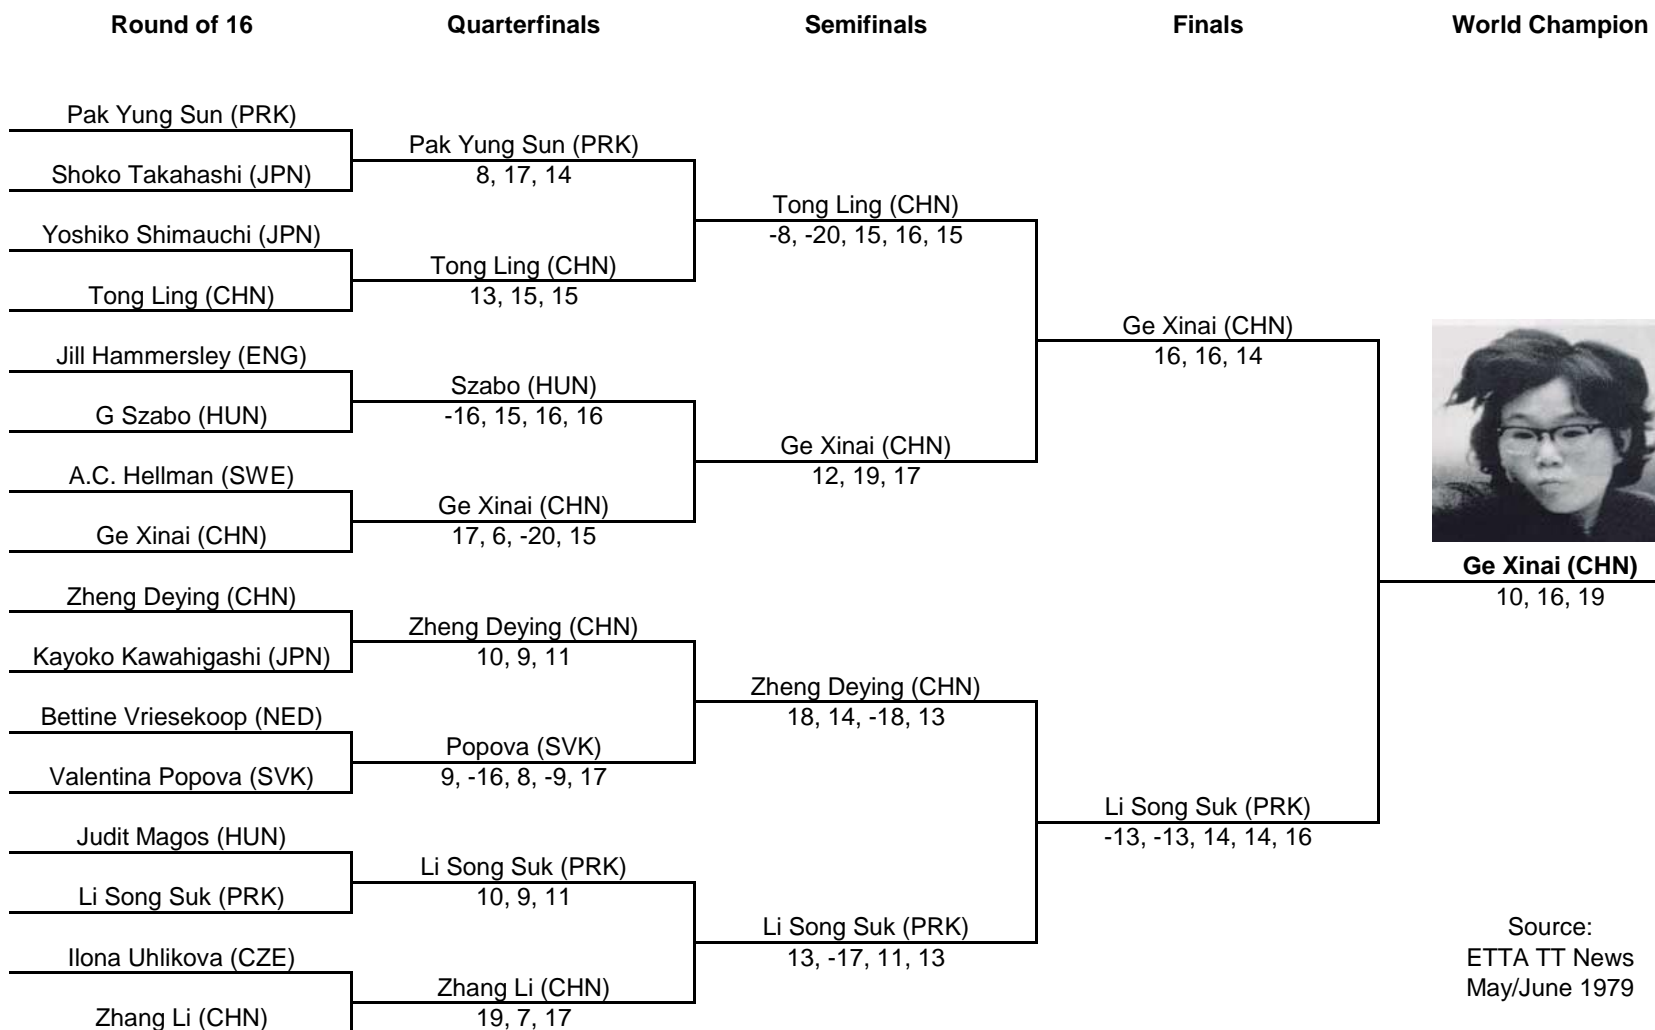 Round of 16
Quarterfinals
Semifinals
Finals
World Champion
Pak Yung Sun (PRK)
Shoko Takahashi (JPN)
Yoshiko Shimauchi (JPN)
Tong Ling (CHN)
Jill Hammersley (ENG)
G Szabo (HUN)
A.C. Hellman (SWE)
Ge Xinai (CHN)
Zheng Deying (CHN)
Kayoko Kawahigashi (JPN)
Bettine Vriesekoop (NED)
Valentina Popova (SVK)
Judit Magos (HUN)
Li Song Suk (PRK)
Ilona Uhlikova (CZE)
Zhang Li (CHN)
Pak Yung Sun (PRK)
8, 17, 14
Tong Ling (CHN)
13, 15, 15
Szabo (HUN)
-16, 15, 16, 16
Ge Xinai (CHN)
17, 6, -20, 15
Zheng Deying (CHN)
10, 9, 11
Popova (SVK)
9, -16, 8, -9, 17
Li Song Suk (PRK)
10, 9, 11
Zhang Li (CHN)
19, 7, 17
Tong Ling (CHN)
-8, -20, 15, 16, 15
Ge Xinai (CHN)
12, 19, 17
Zheng Deying (CHN)
18, 14, -18, 13
Li Song Suk (PRK)
13, -17, 11, 13
Ge Xinai (CHN)
16, 16, 14
Li Song Suk (PRK)
-13, -13, 14, 14, 16
Ge Xinai (CHN)
10, 16, 19
Source:
ETTA TT News
May/June 1979